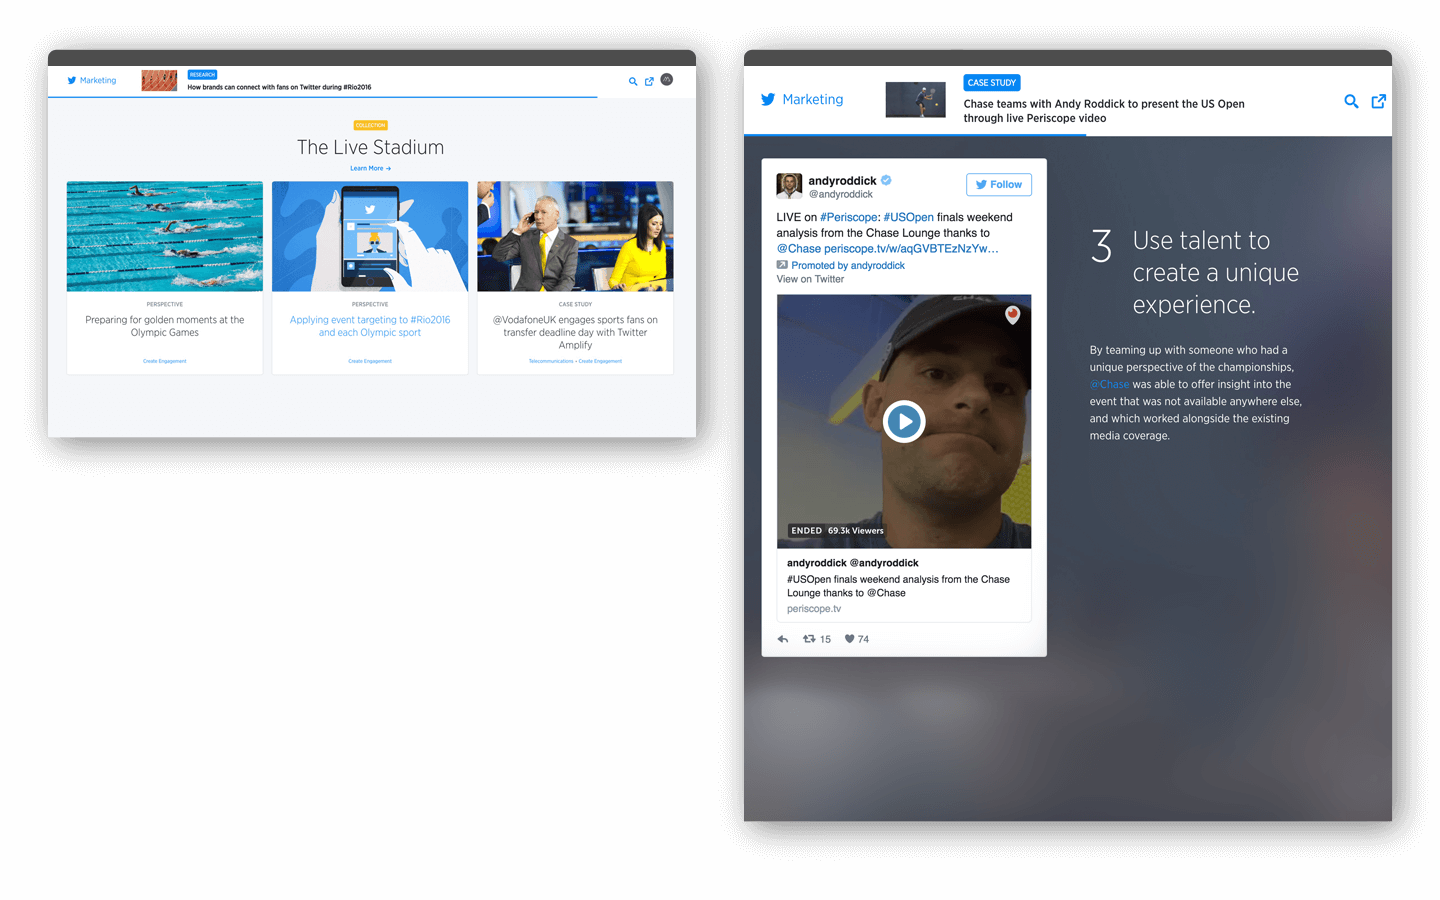 Marketing
RESEARCH
How brands can connect with fans on Twitter during #Rio2016
COLLECTION
The Live Stadium
Learn More →
PERSPECTIVE
Preparing for golden moments at the
Olympic Games
Create Engagement
PERSPECTIVE
Applying event targeting to #Rio2016
and each Olympic sport
Create Engagement
CASE STUDY
@VodafoneUK engages sports fans on
transfer deadline day with Twitter
Amplify
Telecommunications • Create Engagement
Marketing
CASE STUDY
Chase teams with Andy Roddick to present the US Open
through live Periscope video
andyroddick
@andyroddick
Follow
LIVE on #Periscope: #USOpen finals weekend
analysis from the Chase Lounge thanks to
@Chase periscope.tv/w/aqGVBTEzNzYw…
Promoted by andyroddick
View on Twitter
ENDED 69.3k Viewers
andyroddick @andyroddick
#USOpen finals weekend analysis from the Chase
Lounge thanks to @Chase
periscope.tv
15 74
3 Use talent to
create a unique
experience.
By teaming up with someone who had a
unique perspective of the championships,
@Chase was able to offer insight into the
event that was not available anywhere else,
and which worked alongside the existing
media coverage.